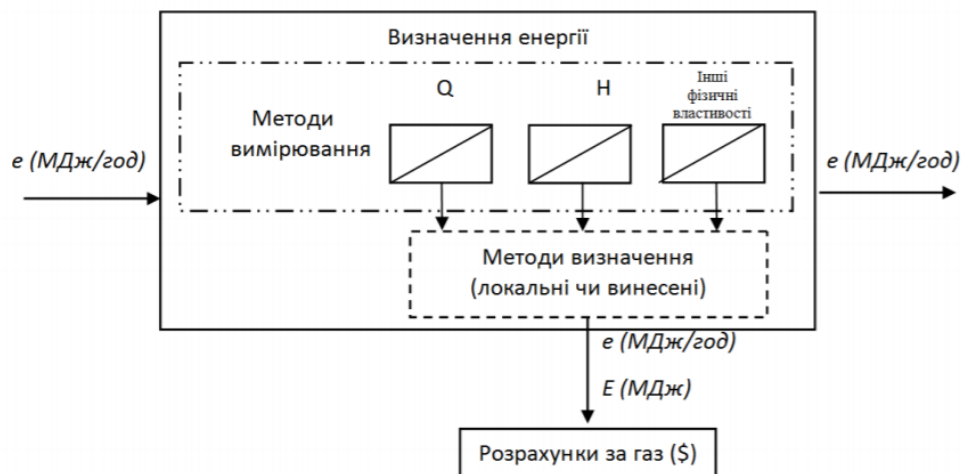 Визначення енергії
Q
H
Інші
фізичні
властивості
Методи
вимірювання
e (МДж/год)
e (МДж/год)
Методи визначення
(локальні чи винесені)
e (МДж/год)
E (МДж)
Розрахунки за газ ($)